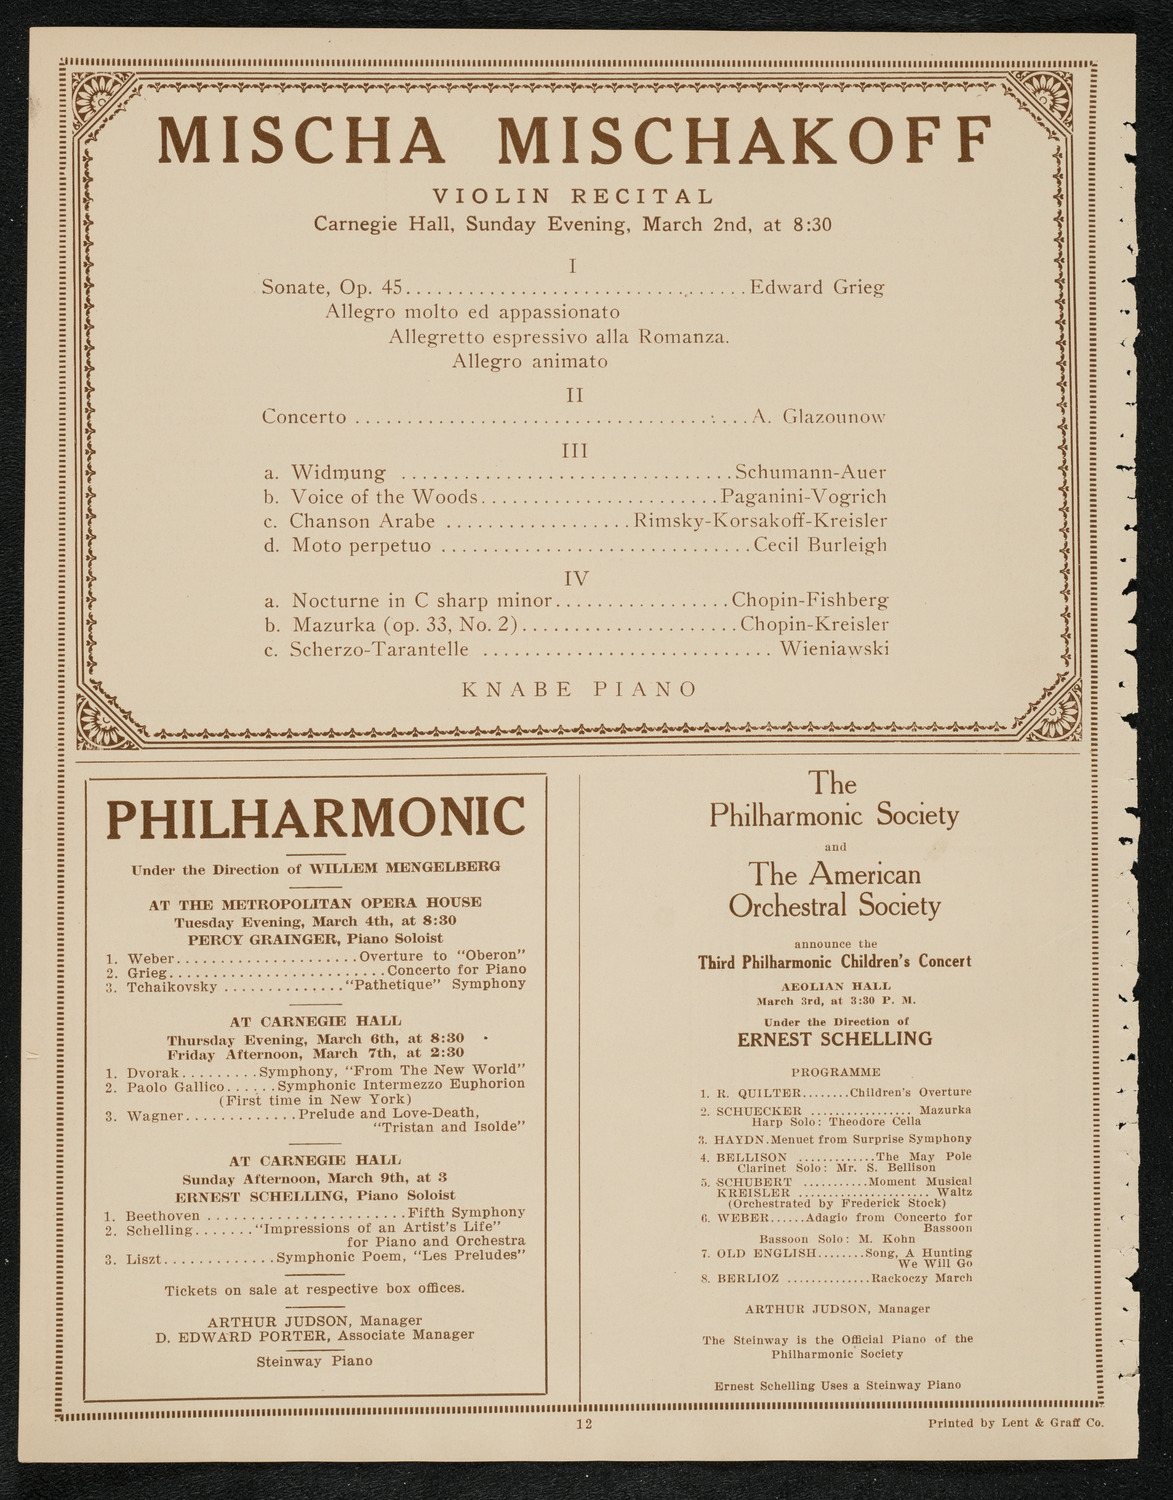 MISCHA MISCHAKOFF
VIOLIN RECITAL
Carnegie Hall, Sunday Evening, March 2nd, at 8:30
I
Sonate, Op. 45..............................Edward Grieg
Allegro molto ed appassionato
Allegretto espressivo alla Romanza.
Allegro animato
II
Concerto ..................................A. Glazounow
III
a. Widmung ............................Schumann-Auer
b. Voice of the Woods......................Paganini-Vogrich
c. Chanson Arabe .................Rimsky-Korsakoff-Kreisler
d. Moto perpetuo ............................Cecil Burleigh
IV
a. Nocturne in C sharp minor................Chopin-Fishberg
b. Mazurka (op. 33, No. 2)....................Chopin-Kreisler
c. Scherzo-Tarantelle .......................... Wieniawski
KNABE PIANO
PHILHARMONIC
Under the Direction of WILLEM MENGELBERG
AT THE METROPOLITAN OPERA HOUSE
Tuesday Evening, March 4th, at 8:30
PERCY GRAINGER, Piano Soloist
1. Weber....................Overture to "Oberon"
2. Grieg........................Concerto for Piano
3. Tchaikovsky .............."Pathetique" Symphony
AT CARNEGIE HALL
Thursday Evening, March 6th, at 8:30
Friday Afternoon, March 7th, at 2:30
1. Dvorak.........Symphony, "From The New World"
2. Paolo Gallico......Symphonic Intermezzo Euphorion
(First time in New York)
3. Wagner.............Prelude and Love-Death,
"Tristan and Isolde"
AT CARNEGIE HALL
Sunday Afternoon, March 9th, at 3
ERNEST SCHELLING, Piano Soloist
1. Beethoven ......................Fifth Symphony
2. Schelling......."Impressions of an Artist's Life"
for Piano and Orchestra
3. Liszt.............Symphonic Poem, "Les Preludes"
Tickets on sale at respective box offices.
ARTHUR JUDSON, Manager
D. EDWARD PORTER, Associate Manager
Steinway Piano
The
Philharmonic Society
and
The American
Orchestral Society
announce the
Third Philharmonic Children's Concert
AEOLIAN HALL
March 3rd, at 3:30 P. M.
Under the Direction of
ERNEST SCHELLING
PROGRAMME
1. R. QUILTER........Children's Overture
2. SCHUECKER ................ Mazurka
Harp Solo: Theodore Cella
3. HAYDN.Menuet from Surprise Symphony
4. BELLISON ............The May Pole
Clarinet Solo: Mr. S. Bellison
5. SCHUBERT ...........Moment Musical
KREISLER ...................... Waltz
(Orchestrated by Frederick Stock)
6. WEBER......Adagio from Concerto for
Bassoon
Bassoon Solo: M. Kohn
7. OLD ENGLISH........Song, A Hunting
We Will Go
8. BERLIOZ ..............Rackoczy March
ARTHUR JUDSON, Manager
The Steinway is the Official Piano of the
Philharmonic Society
Ernest Schelling Uses a Steinway Piano
12
Printed by Lent & Graff Co.